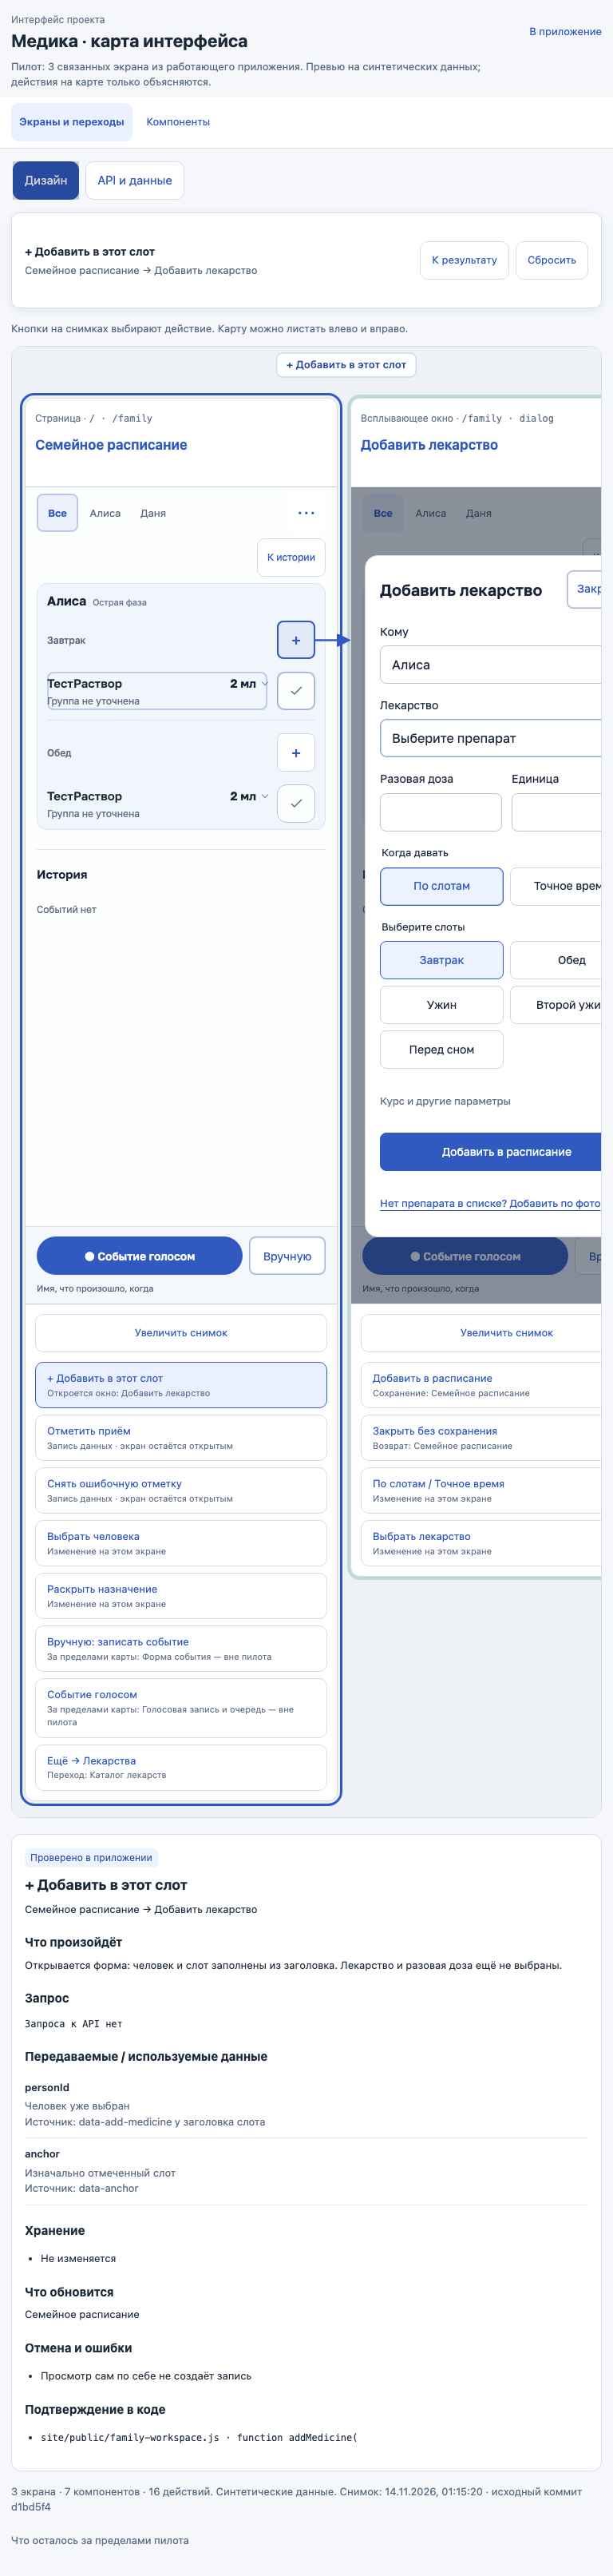 Интерфейс проекта
Медика · карта интерфейса
В приложение
Пилот: 3 связанных экрана из работающего приложения. Превью на синтетических данных;
действия на карте только объясняются.
Экраны и переходы
Компоненты
Дизайн
API и данные
+ Добавить в этот слот
Семейное расписание → Добавить лекарство
К результату
Сбросить
Кнопки на снимках выбирают действие. Карту можно листать влево и вправо.
+ Добавить в этот слот
Страница · / · /family
Семейное расписание
Все
Алиса
Даня
К истории
Алиса Острая фаза
Завтрак
+
ТестРаствор
2 мл
Группа не уточнена
Обед
+
ТестРаствор
2 мл
Группа не уточнена
История
Событий нет
Событие голосом
Вручную
Имя, что произошло, когда
Увеличить снимок
+ Добавить в этот слот
Откроется окно: Добавить лекарство
Отметить приём
Запись данных · экран остаётся открытым
Снять ошибочную отметку
Запись данных · экран остаётся открытым
Выбрать человека
Изменение на этом экране
Раскрыть назначение
Изменение на этом экране
Вручную: записать событие
За пределами карты: Форма события — вне пилота
Событие голосом
За пределами карты: Голосовая запись и очередь — вне
пилота
Ещё → Лекарства
Переход: Каталог лекарств
Всплывающее окно · /family · dialog
Добавить лекарство
Все
Алиса
Даня
Добавить лекарство
Закр
Кому
Алиса
Лекарство
Выберите препарат
Разовая доза
Единица
Когда давать
По слотам
Точное врем
Выберите слоты
Завтрак
Обед
Ужин
Второй ужи
Перед сном
Курс и другие параметры
Добавить в расписание
Нет препарата в списке? Добавить по фото
Событие голосом
Вр
Имя, что произошло, когда
Увеличить снимок
Добавить в расписание
Сохранение: Семейное расписание
Закрыть без сохранения
Возврат: Семейное расписание
По слотам / Точное время
Изменение на этом экране
Выбрать лекарство
Изменение на этом экране
Проверено в приложении
+ Добавить в этот слот
Семейное расписание → Добавить лекарство
Что произойдёт
Открывается форма: человек и слот заполнены из заголовка. Лекарство и разовая доза ещё не выбраны.
Запрос
Запроса к API нет
Передаваемые / используемые данные
personId
Человек уже выбран
Источник: data-add-medicine у заголовка слота
anchor
Изначально отмеченный слот
Источник: data-anchor
Хранение
• Не изменяется
Что обновится
Семейное расписание
Отмена и ошибки
• Просмотр сам по себе не создаёт запись
Подтверждение в коде
• site/public/family-workspace.js · function addMedicine(
3 экрана · 7 компонентов · 16 действий. Синтетические данные. Снимок: 14.11.2026, 01:15:20 · исходный коммит
d1bd5f4
Что осталось за пределами пилота